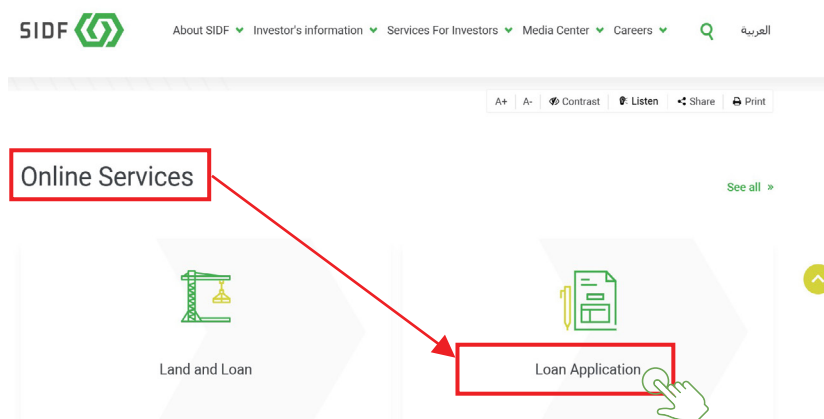 SIDF
About SIDF Investor's information Services For Investors Media Center Careers العربية
A+ A- Contrast Listen Share Print
Online Services
See all »
Land and Loan
Loan Application